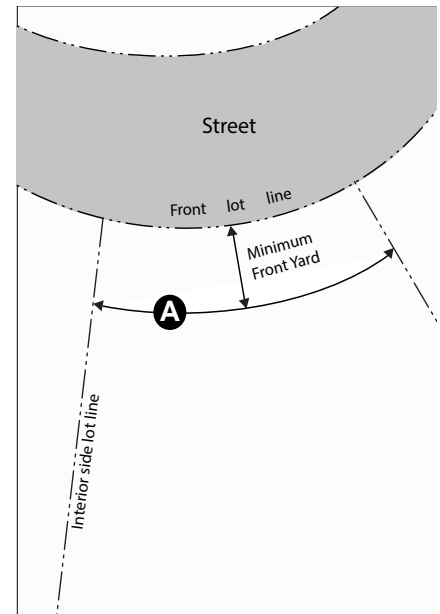 Street
Front lot line
Minimum
Front Yard
A
Interior side lot line